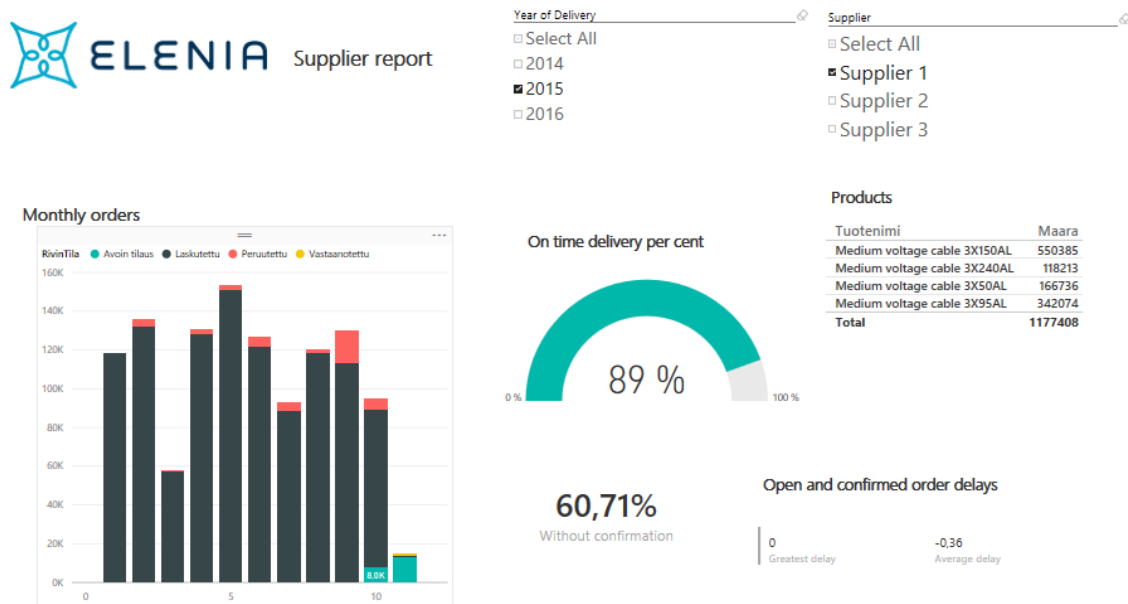 ELENIA
Supplier report
Year of Delivery
Select All
2014
2015
2016
Supplier
Select All
Supplier 1
Supplier 2
Supplier 3
Monthly orders
RivinTila Avoin tilaus Laskutettu Peruutettu Vastaanotettu
160K
140K
120K
100K
80K
60K
40K
20K
0K
8,0K
0 5 10
On time delivery per cent
89 %
0 % 100 %
Products
Tuotenimi Maara
Medium voltage cable 3X150AL 550385
Medium voltage cable 3X240AL 118213
Medium voltage cable 3X50AL 166736
Medium voltage cable 3X95AL 342074
Total 1177408
60,71%
Without confirmation
Open and confirmed order delays
0 -0,36
Greatest delay Average delay